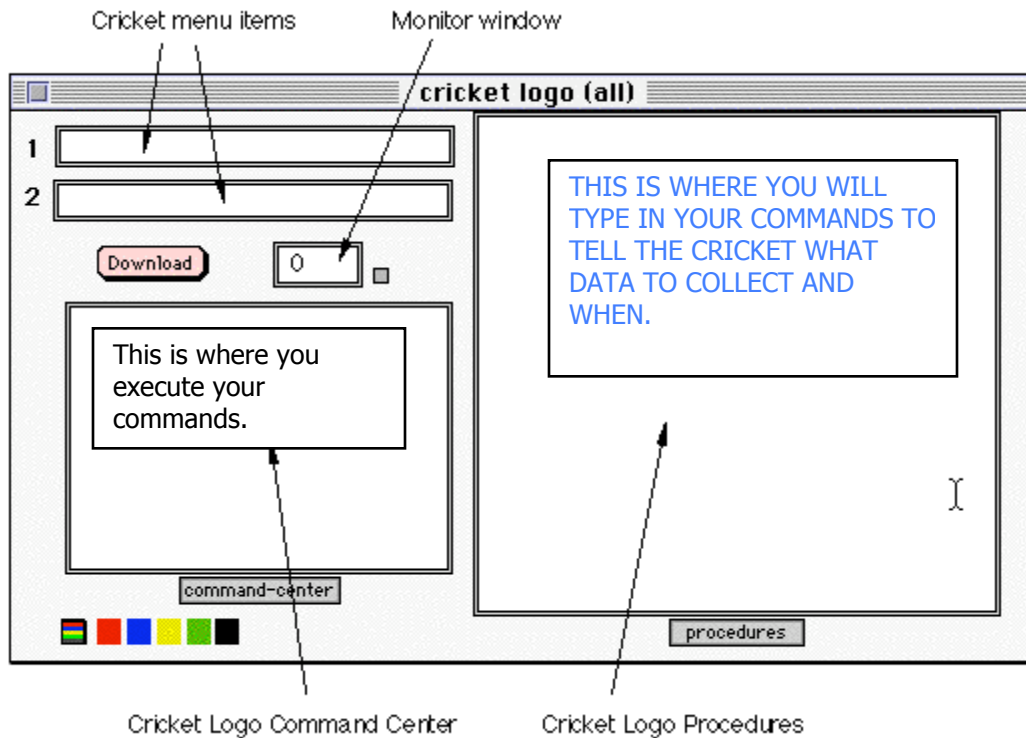 Cricket menu items
Monitor window
cricket logo (all)
1
2
Download
0
THIS IS WHERE YOU WILL
TYPE IN YOUR COMMANDS TO
TELL THE CRICKET WHAT
DATA TO COLLECT AND
WHEN.
This is where you
execute your
commands.
command-center
procedures
Cricket Logo Command Center
Cricket Logo Procedures